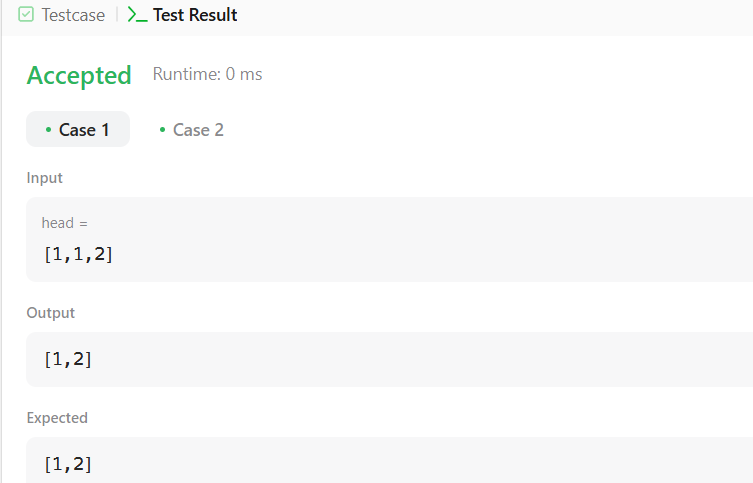 Testcase | Test Result
Accepted Runtime: 0 ms
Case 1 Case 2
Input
head =
[1,1,2]
Output
[1,2]
Expected
[1,2]